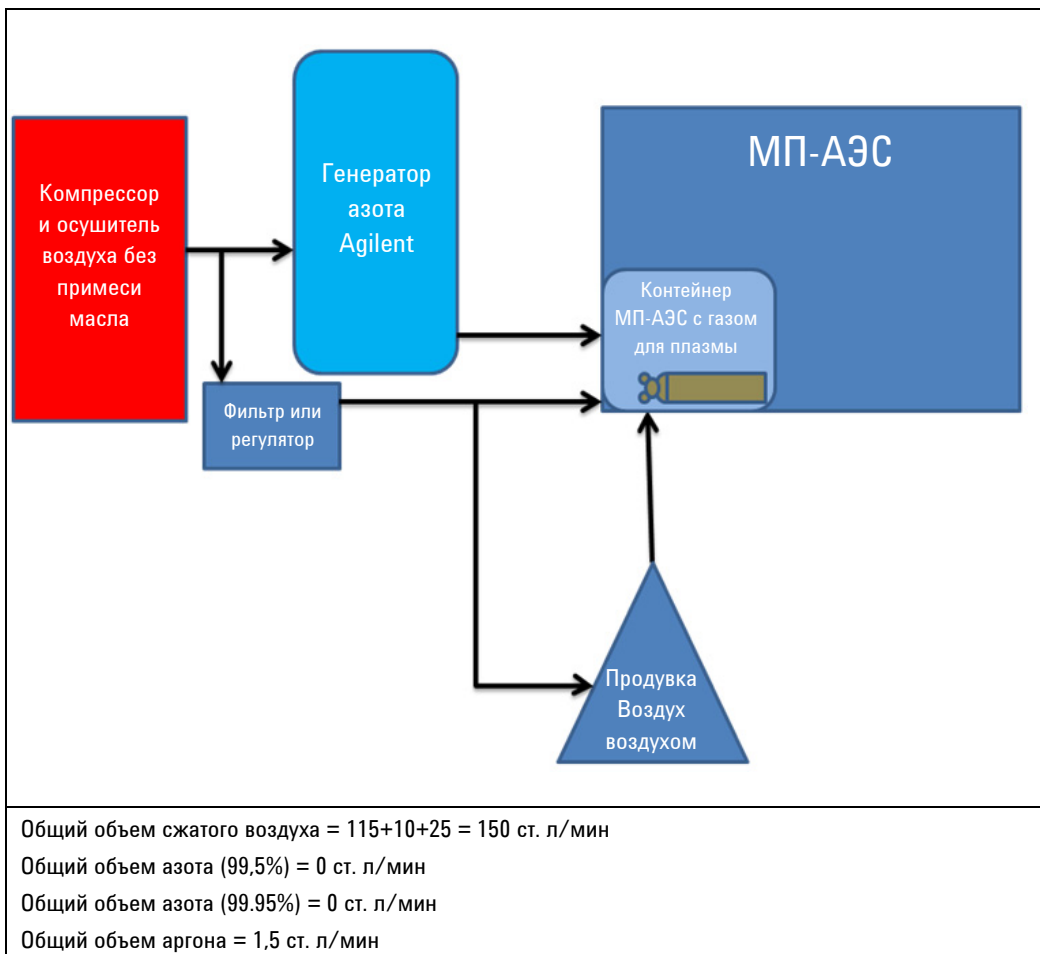 МП-АЭС
Генератор
азота
Agilent
Компрессор
и осушитель
воздуха без
примеси
масла
Контейнер
МП-АЭС с газом
для плазмы
Фильтр или
регулятор
Продувка
Воздух
воздухом
Общий объем сжатого воздуха = 115+10+25 = 150 ст. л/мин
Общий объем азота (99,5%) = 0 ст. л/мин
Общий объем азота (99.95%) = 0 ст. л/мин
Общий объем аргона = 1,5 ст. л/мин